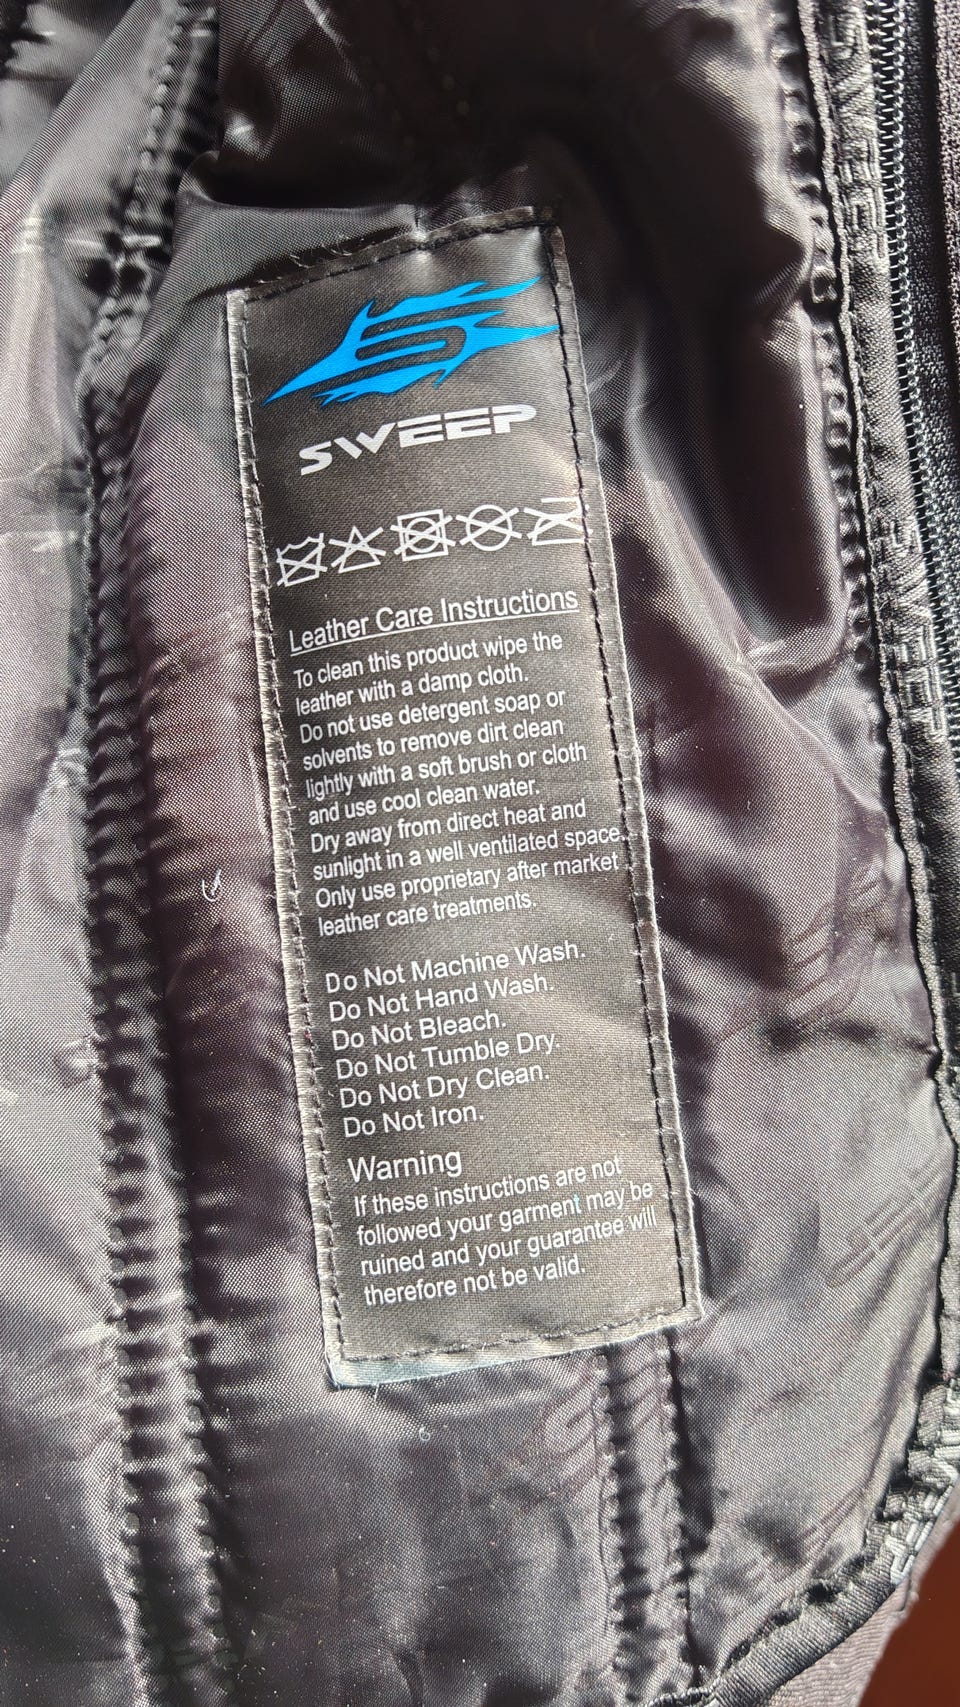 SWEEP
Leather Care Instructions
To clean this product wipe the
leather with a damp cloth.
Do not use detergent soap or
solvents to remove dirt clean
lightly with a soft brush or cloth
and use cool clean water.
Dry away from direct heat and
sunlight in a well ventilated space.
Only use proprietary after market
leather care treatments.
Do Not Machine Wash.
Do Not Hand Wash.
Do Not Bleach.
Do Not Tumble Dry.
Do Not Dry Clean.
Do Not Iron.
Warning
If these instructions are not
followed your garment may be
ruined and your guarantee will
therefore not be valid.